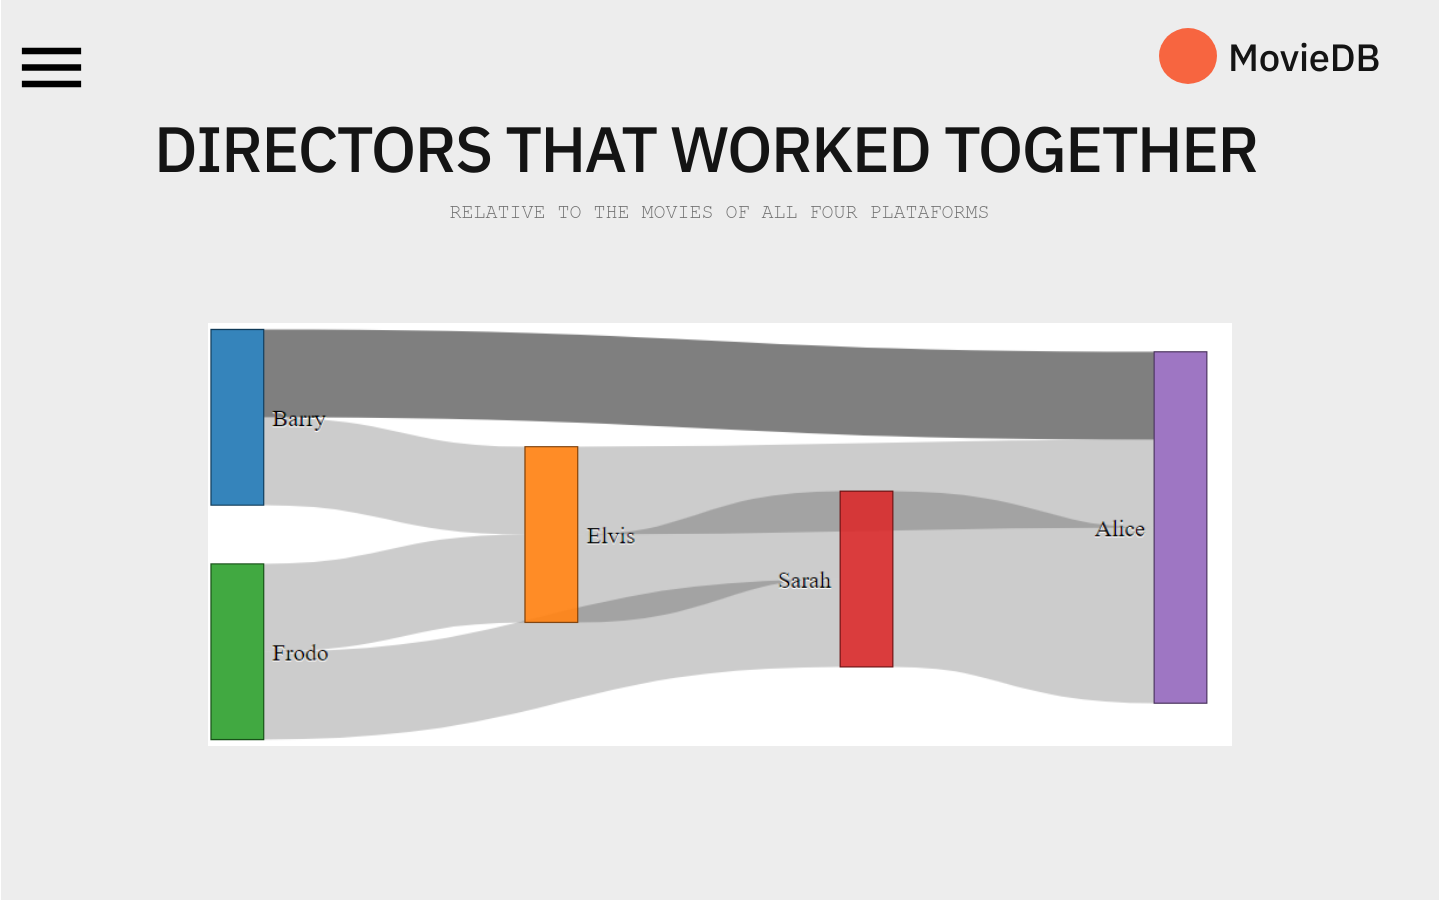 MovieDB
DIRECTORS THAT WORKED TOGETHER
RELATIVE TO THE MOVIES OF ALL FOUR PLATAFORMS
Barry
Elvis
Alice
Sarah
Frodo